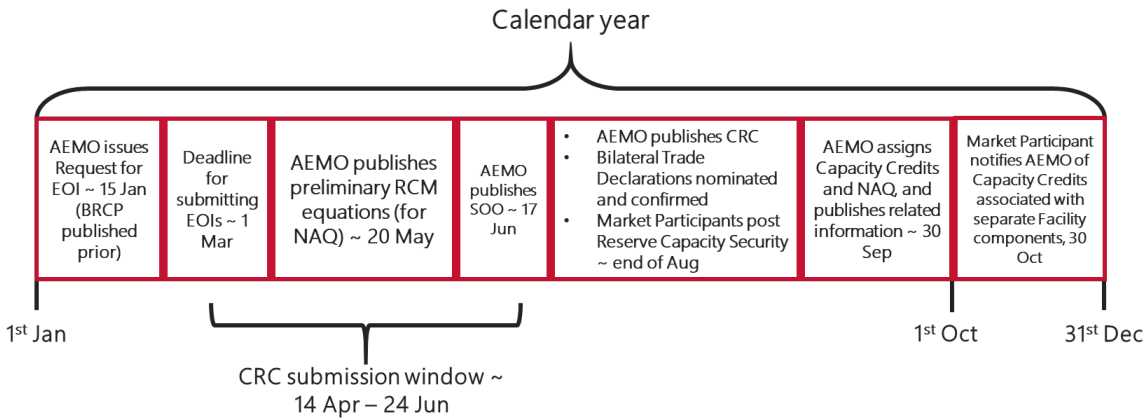 Calendar year
AEMO issues
Request for
EOI ~ 15 Jan
(BRCP
published
prior)
Deadline
for
submitting
EOIs ~ 1
Mar
AEMO publishes
preliminary RCM
equations (for
NAQ) ~ 20 May
AEMO
publishes
SOO ~ 17
Jun
• AEMO publishes CRC
• Bilateral Trade
Declarations nominated
and confirmed
• Market Participants post
Reserve Capacity Security
~ end of Aug
AEMO assigns
Capacity Credits
and NAQ, and
publishes related
information ~ 30
Sep
Market Participant
notifies AEMO of
Capacity Credits
associated with
separate Facility
components, 30
Oct
1st Jan
1st Oct
31st Dec
CRC submission window ~
14 Apr – 24 Jun